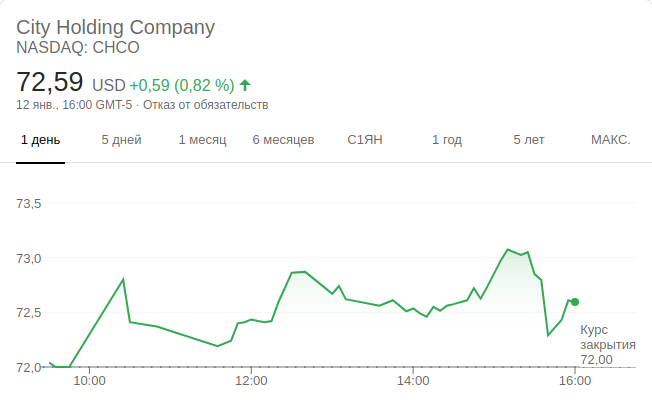 City Holding Company
NASDAQ: CHCO
72,59 USD +0,59 (0,82 %)
12 янв., 16:00 GMT-5 · Отказ от обязательств
1 день 5 дней 1 месяц 6 месяцев С1ЯН 1 год 5 лет МАКС.
73,5
73,0
72,5
Курс
закрытия
72,00
72,0
10:00 12:00 14:00 16:00